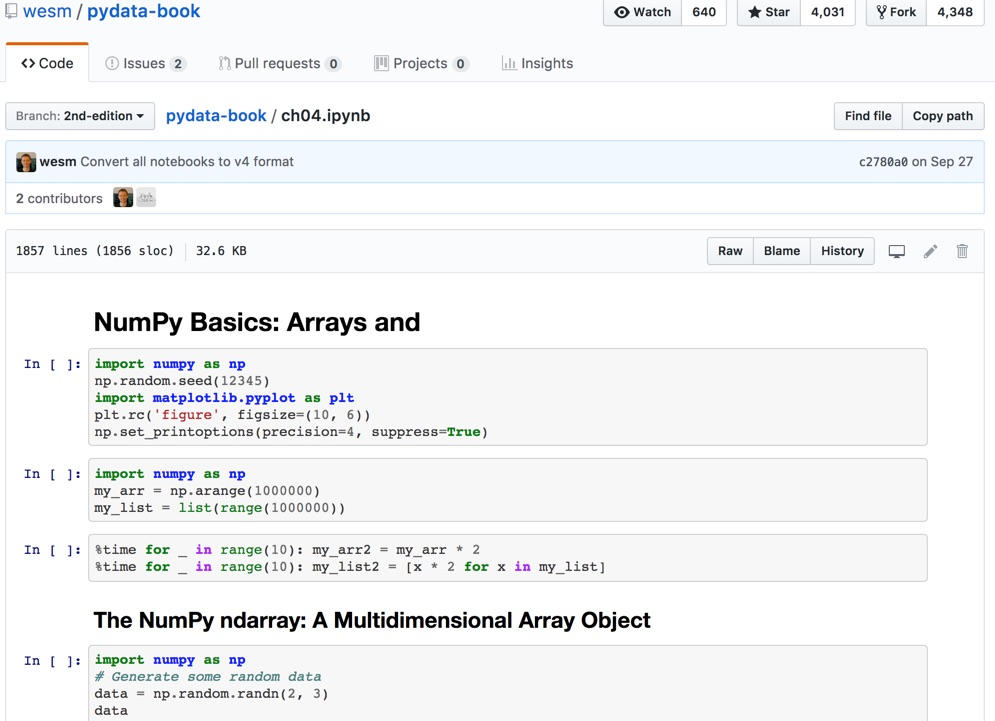 wesm / pydata-book
Watch 640 Star 4,031 Fork 4,348
Code Issues 2 Pull requests 0 Projects 0 Insights
Branch: 2nd-edition pydata-book / ch04.ipynb Find file Copy path
wesm Convert all notebooks to v4 format c2780a0 on Sep 27
2 contributors
1857 lines (1856 sloc) 32.6 KB Raw Blame History
NumPy Basics: Arrays and
In [ ]: import numpy as np
np.random.seed(12345)
import matplotlib.pyplot as plt
plt.rc('figure', figsize=(10, 6))
np.set_printoptions(precision=4, suppress=True)
In [ ]: import numpy as np
my_arr = np.arange(1000000)
my_list = list(range(1000000))
In [ ]: %time for _ in range(10): my_arr2 = my_arr * 2
%time for _ in range(10): my_list2 = [x * 2 for x in my_list]
The NumPy ndarray: A Multidimensional Array Object
In [ ]: import numpy as np
# Generate some random data
data = np.random.randn(2, 3)
data